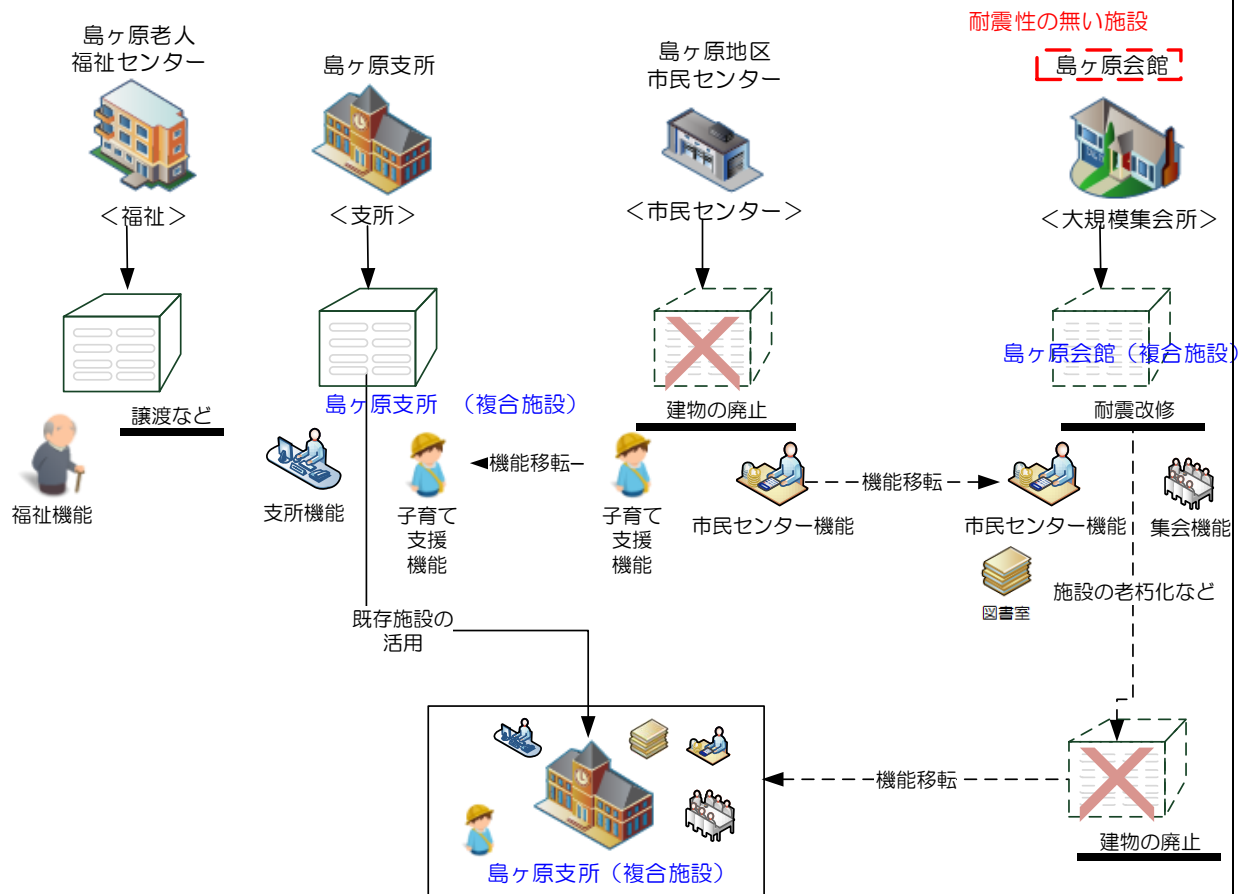 耐震性の無い施設
島ヶ原老人
福祉センター
島ヶ原支所
島ヶ原地区
市民センター
島ヶ原会館
＜福祉＞
＜支所＞
＜市民センター＞
＜大規模集会所＞
島ヶ原会館（複合施設）
譲渡など
島ヶ原支所　（複合施設）
建物の廃止
耐震改修
機能移転
機能移転
福祉機能
支所機能
子育て
支援
機能
子育て
支援
機能
市民センター機能
市民センター機能
集会機能
図書室
施設の老朽化など
既存施設の
活用
機能移転
建物の廃止
島ヶ原支所（複合施設）